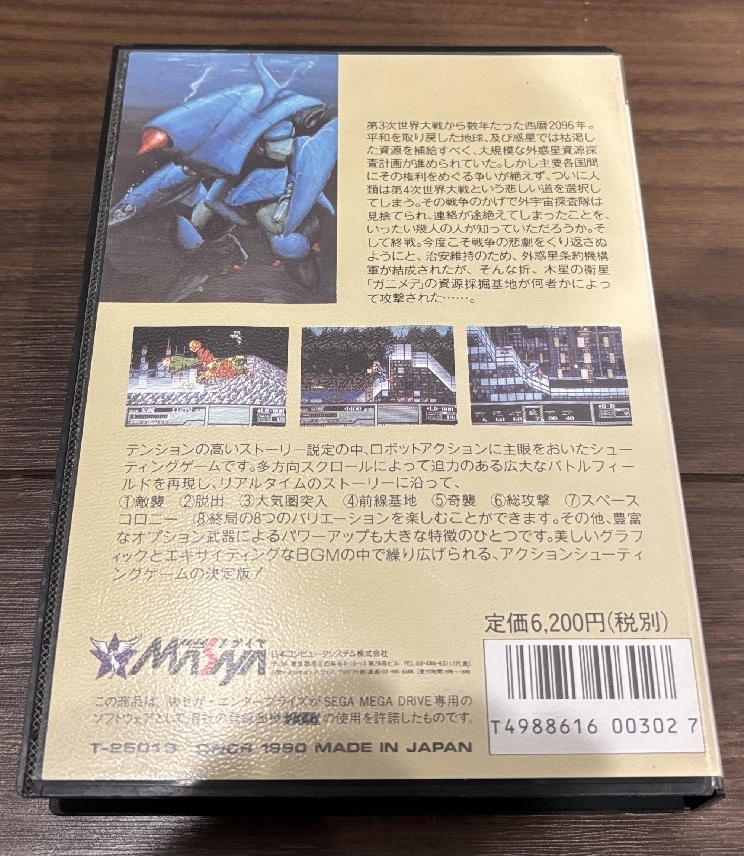 第3次世界大戦から数年たった西暦2096年。
平和を取り戻した地球、及び惑星では枯渇し
た資源を補給すべく、大規模な外惑星資源探
査計画が進められていた。しかし主要各国間
にその権利をめぐる争いが絶えず、ついに人
類は第4次世界大戦という悲しい道を選択し
てしまう。その戦争のかげで外宇宙探査隊は
見捨てられ、連絡が途絶えてしまったことを、
いったい幾人の人が知っていただろうか。そ
して終戦。今度こそ戦争の悲劇をくり返さぬ
ようにと、治安維持のため、外惑星条約機構
軍が結成されたが、そんな折、木星の衛星
「ガニメデ」の資源採掘基地が何者かによっ
て攻撃された……。
テンションの高いストーリー設定の中、ロボットアクションに主眼をおいたシュー
ティングゲームです。多方向スクロールによって迫力のある広大なバトルフィー
ルドを再現し、リアルタイムのストーリーに沿って、
①敵襲 ②脱出 ③大気圏突入 ④前線基地 ⑤奇襲 ⑥総攻撃 ⑦スペース
コロニー ⑧終局の8つのバリエーションを楽しむことができます。その他、豊富
なオプション武器によるパワーアップも大きな特徴のひとつです。美しいグラフ
ィックとエキサイティングなBGMの中で繰り広げられる、アクションシューティ
ングゲームの決定版!
定価6,200円(税別)
MASAYA
日本コンピュータシステム株式会社
この商品は、㈱セガ・エンタープライゼスがSEGA MEGA DRIVE専用の
ソフトウェアとして、自社の登録商標 の使用を許諾したものです。
T-25013 ©NCS 1990 MADE IN JAPAN
T4988616 00302 7